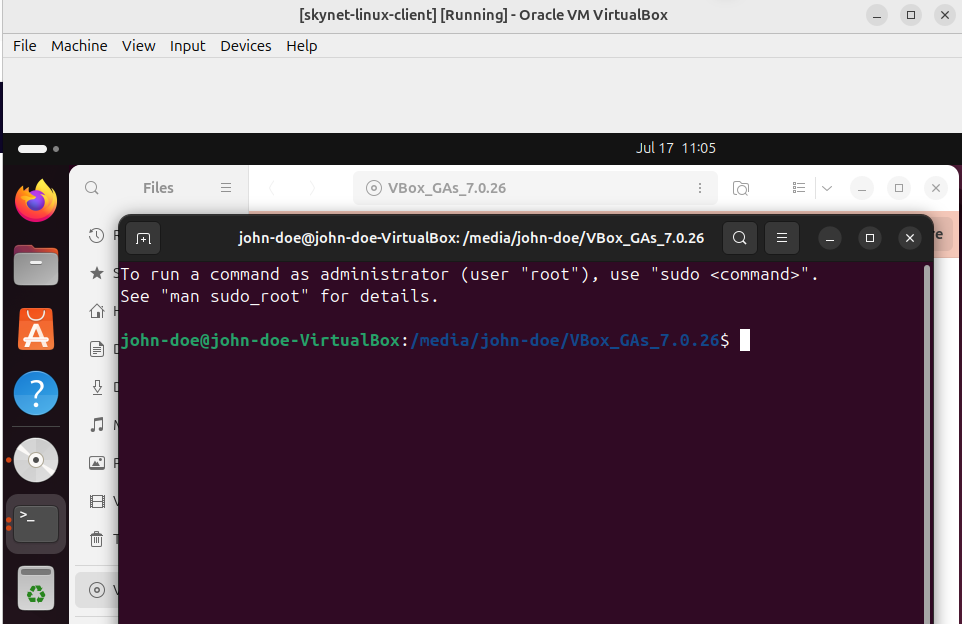 [skynet-linux-client] [Running] - Oracle VM VirtualBox
File Machine View Input Devices Help
Jul 17 11:05
Files
VBox_GAs_7.0.26
john-doe@john-doe-VirtualBox: /media/john-doe/VBox_GAs_7.0.26
To run a command as administrator (user "root"), use "sudo <command>".
See "man sudo_root" for details.
john-doe@john-doe-VirtualBox:/media/john-doe/VBox_GAs_7.0.26$